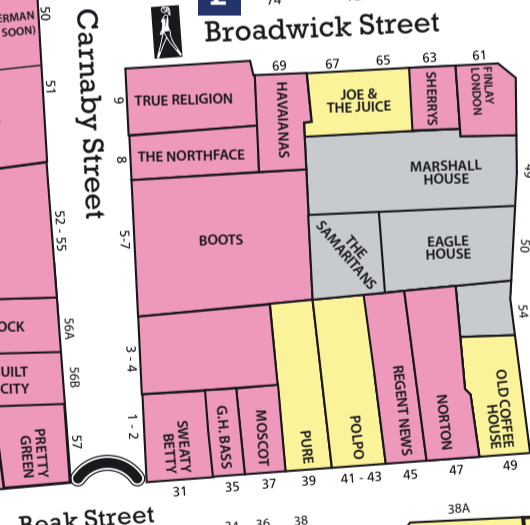 Broadwick Street
Carnaby Street
50
SOON)
51
52 - 55
56A
56B
57
OCK
UILT
CITY
PRETTY
GREEN
9
8
5-7
3 - 4
1 - 2
69
67
65
63
61
TRUE RELIGION
HAVAIANAS
JOE &
THE JUICE
SHERRYS
FINLAY
LONDON
THE NORTHFACE
MARSHALL
HOUSE
49
BOOTS
THE
SAMARITANS
EAGLE
HOUSE
50
54
SWEATY
BETTY
G.H. BASS
MOSCOT
PURE
POLPO
REGENT NEWS
NORTON
OLD COFFEE
HOUSE
31
35
37
39
41 - 43
45
47
49
Beak Street
36
38
38A